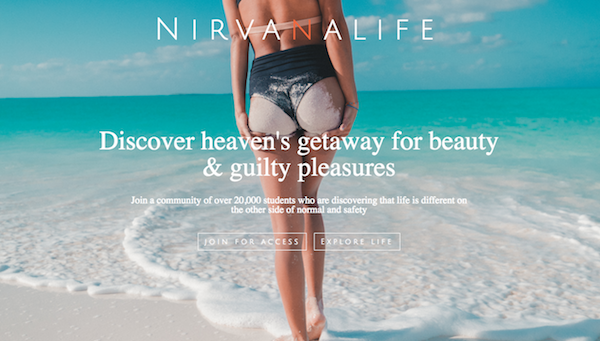 NIRVANALIFE
Discover heaven's getaway for beauty
& guilty pleasures
Join a community of over 20,000 students who are discovering that life is different on
the other side of normal and safety
JOIN FOR ACCESS
EXPLORE LIFE